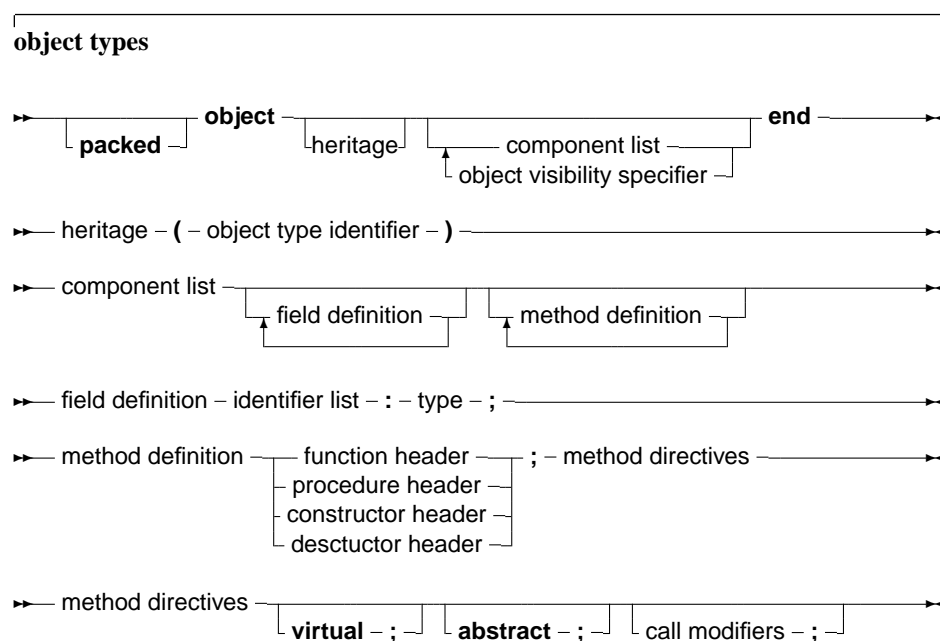 object types
packed object heritage component list end
object visibility specifier
heritage ( object type identifier )
component list field definition method definition
field definition identifier list : type ;
method definition function header ; method directives
procedure header
constructor header
desctuctor header
method directives virtual ; abstract ; call modifiers ;